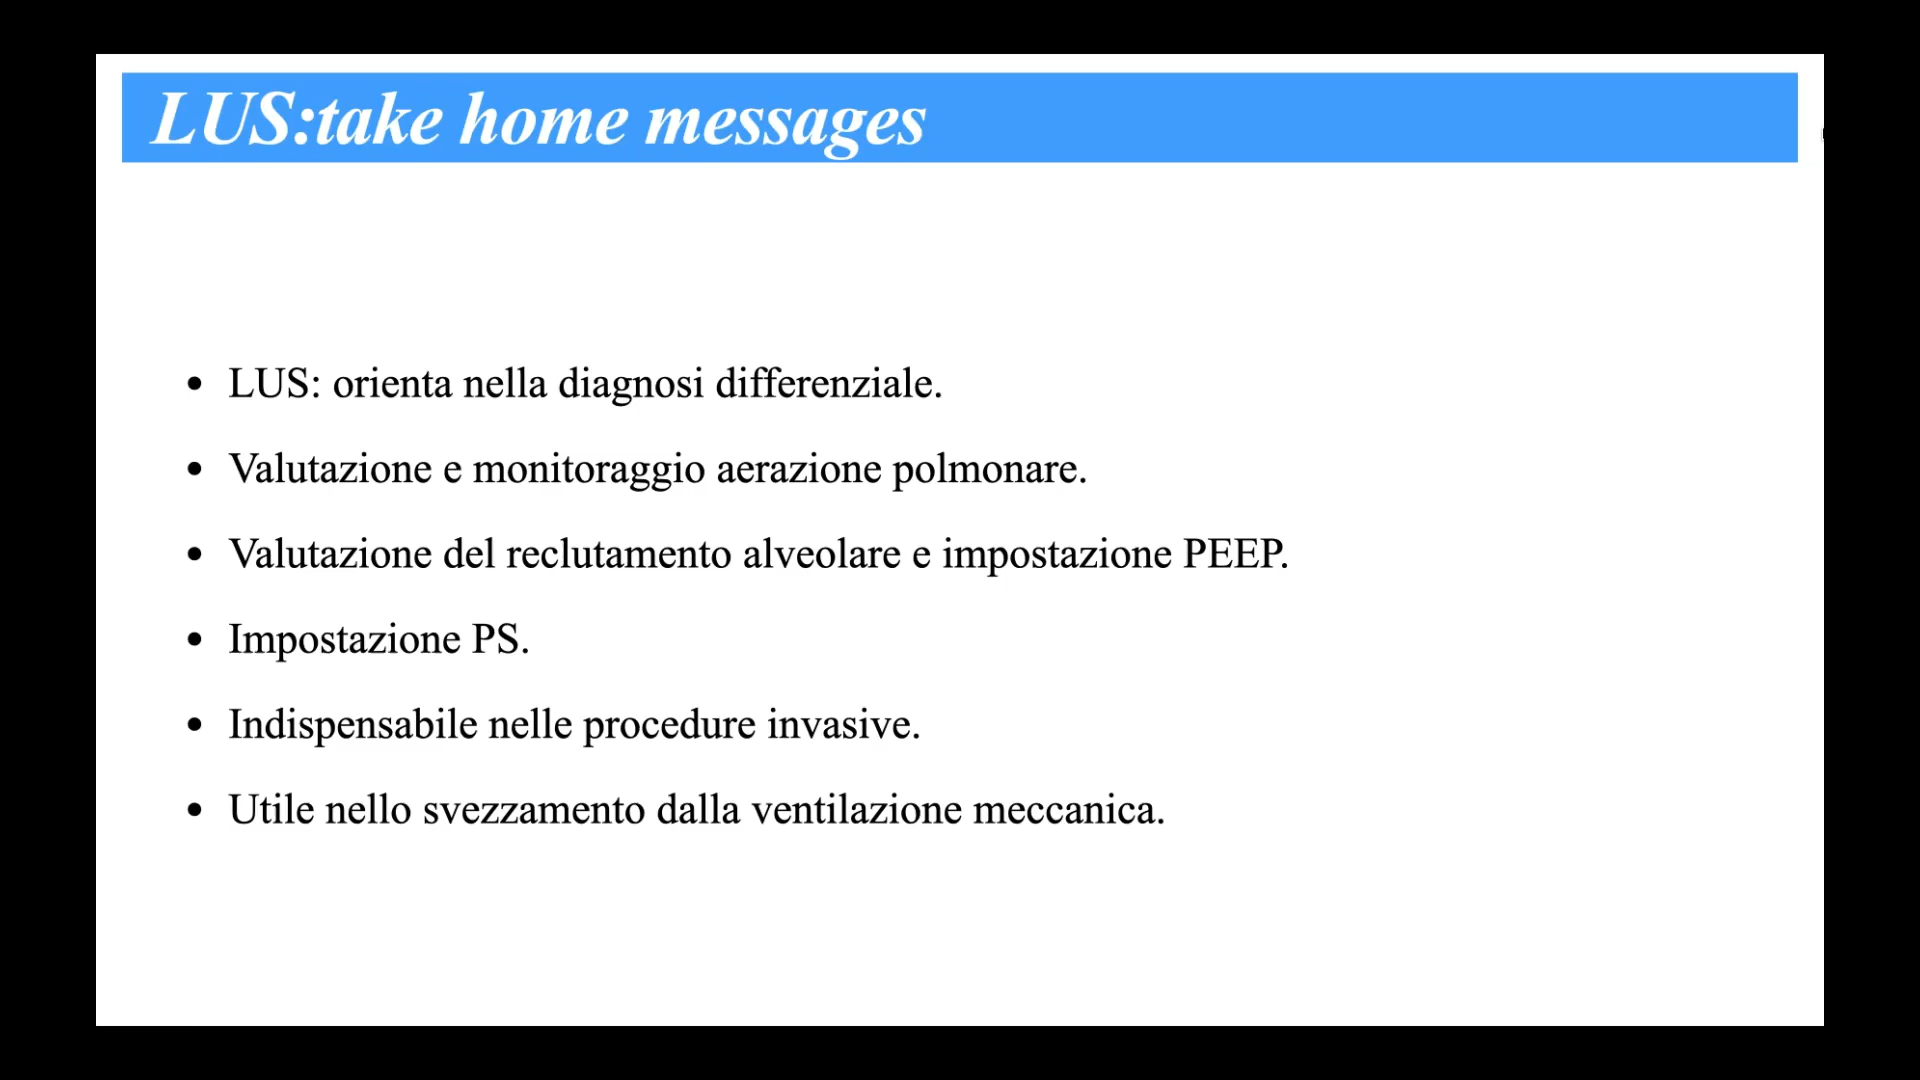 LUS:take home messages
• LUS: orienta nella diagnosi differenziale.
• Valutazione e monitoraggio aerazione polmonare.
• Valutazione del reclutamento alveolare e impostazione PEEP.
• Impostazione PS.
• Indispensabile nelle procedure invasive.
• Utile nello svezzamento dalla ventilazione meccanica.